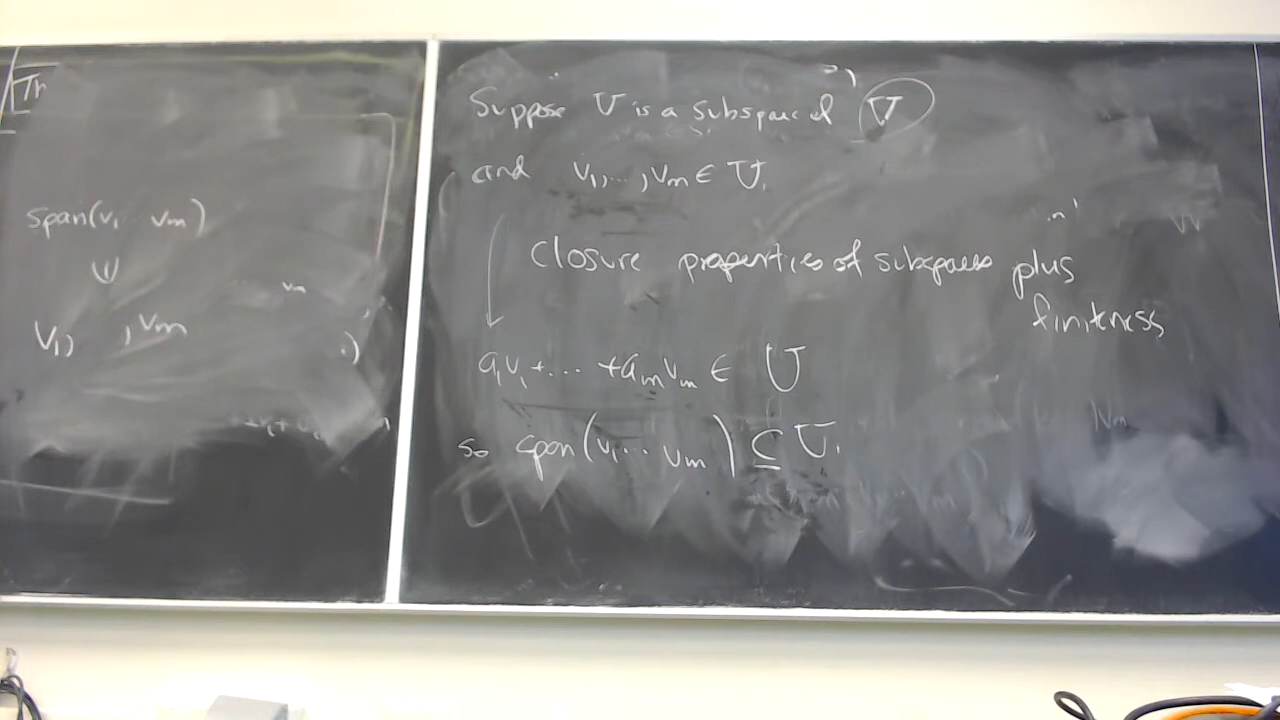 Th
span(v₁ vₘ)
⋓
v₁, , vₘ
vₘ
Suppose U is a subspace of V
and v₁, ..., vₘ ∈ U.
Closure properties of subspaces plus
finiteness
a₁v₁ + ... + aₘvₘ ∈ U
so span(v₁ ... vₘ) ⊆ U.